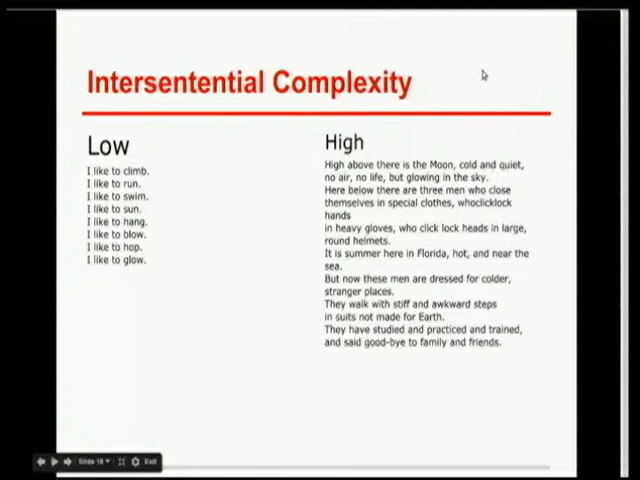 Intersentential Complexity
Low
I like to climb.
I like to run.
I like to swim.
I like to sun.
I like to hang.
I like to blow.
I like to hop.
I like to glow.
High
High above there is the Moon, cold and quiet,
no air, no life, but glowing in the sky.
Here below there are three men who close
themselves in special clothes, whoclicklock
hands
in heavy gloves, who click lock heads in large,
round helmets.
It is summer here in Florida, hot, and near the
sea.
But now these men are dressed for colder,
stranger places.
They walk with stiff and awkward steps
in suits not made for Earth.
They have studied and practiced and trained,
and said good-bye to family and friends.
Slide 18
Exit